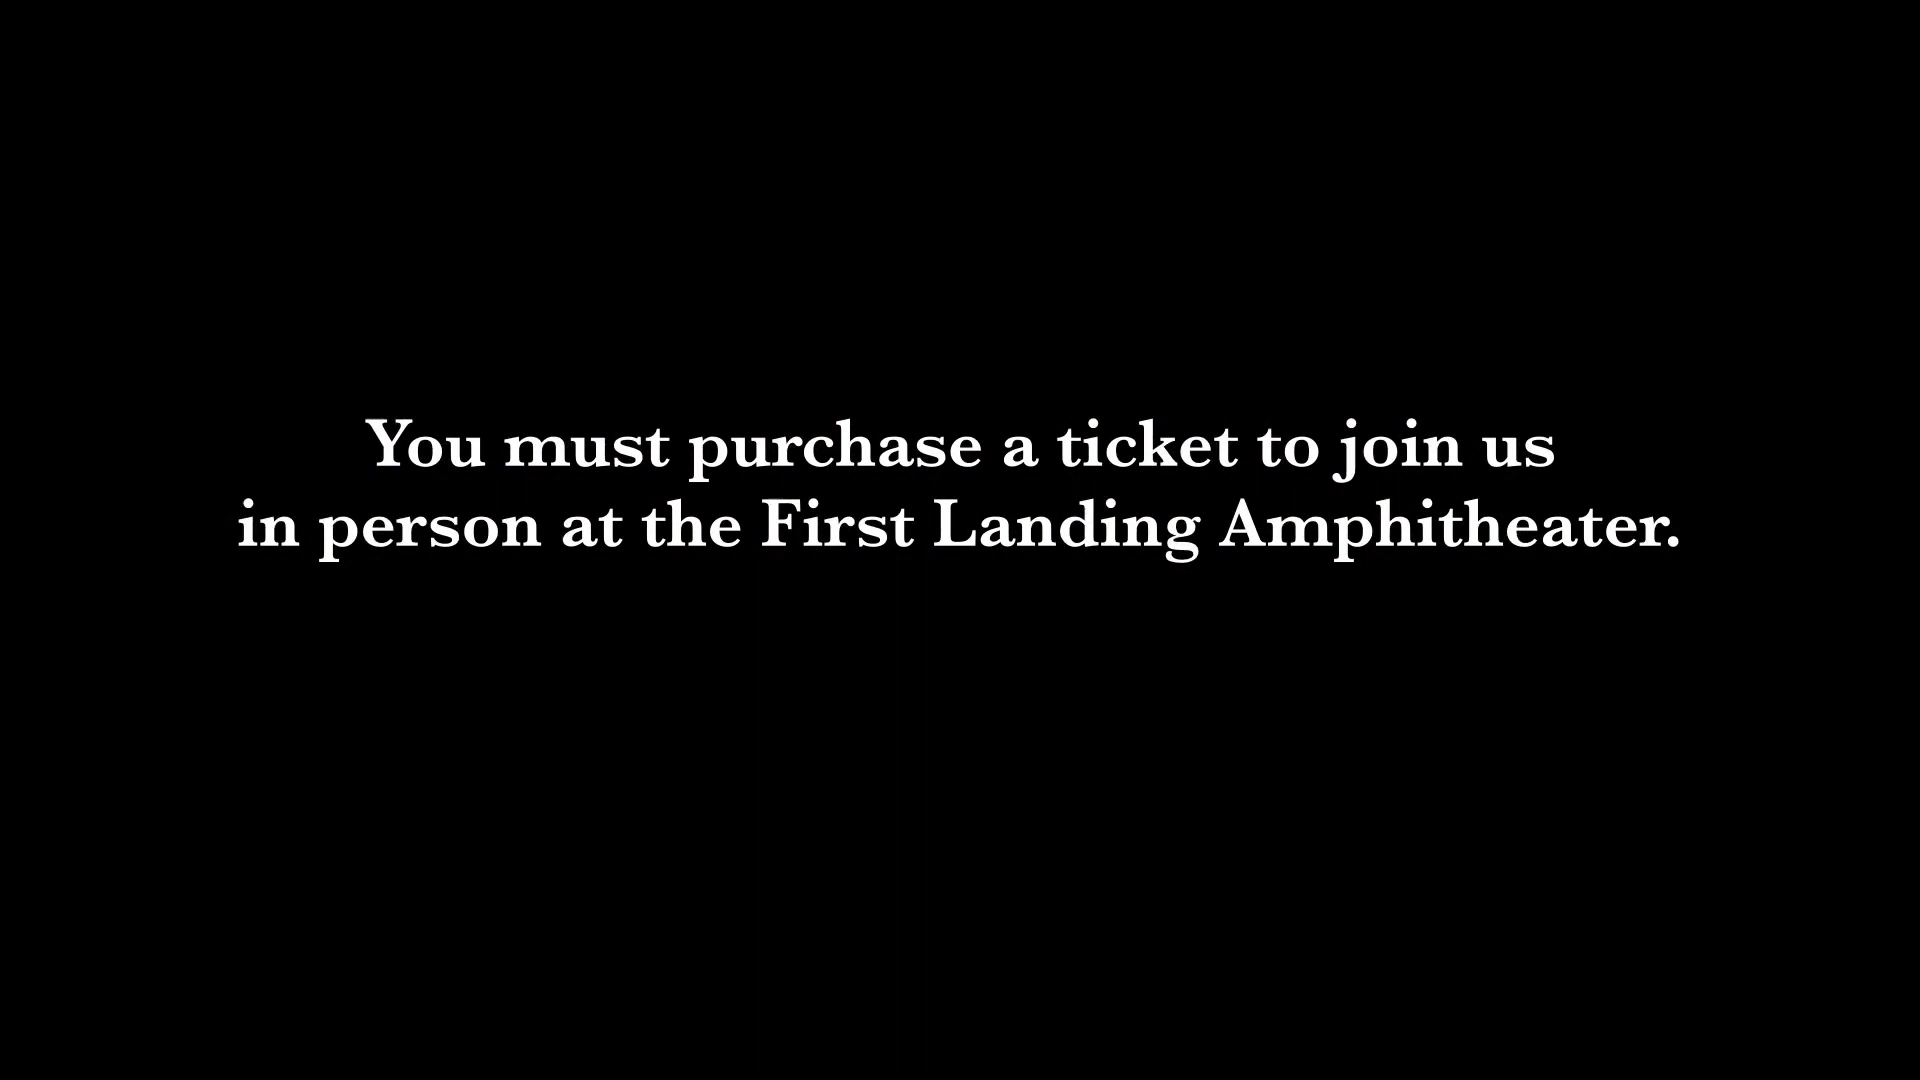 You must purchase a ticket to join us
in person at the First Landing Amphitheater.